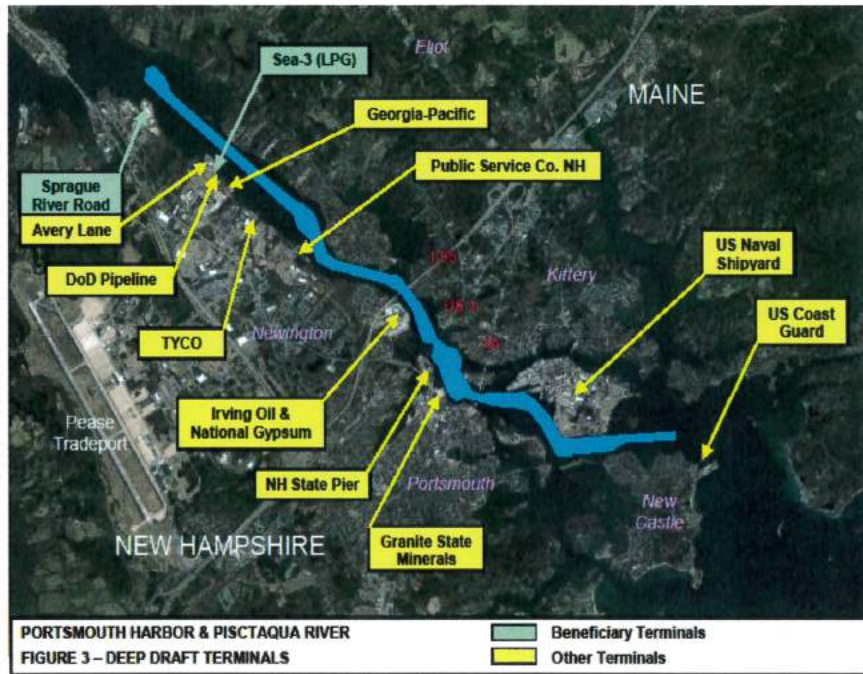 Eliot
Sea-3 (LPG)
MAINE
Georgia-Pacific
Public Service Co. NH
Sprague
River Road
Avery Lane
US Naval
Shipyard
Kittery
DoD Pipeline
US Coast
Guard
TYCO
Newington
Irving Oil &
National Gypsum
Pease
Tradeport
NH State Pier
Portsmouth
New
Castle
Granite State
Minerals
NEW HAMPSHIRE
PORTSMOUTH HARBOR & PISCTAQUA RIVER
FIGURE 3 – DEEP DRAFT TERMINALS
Beneficiary Terminals
Other Terminals